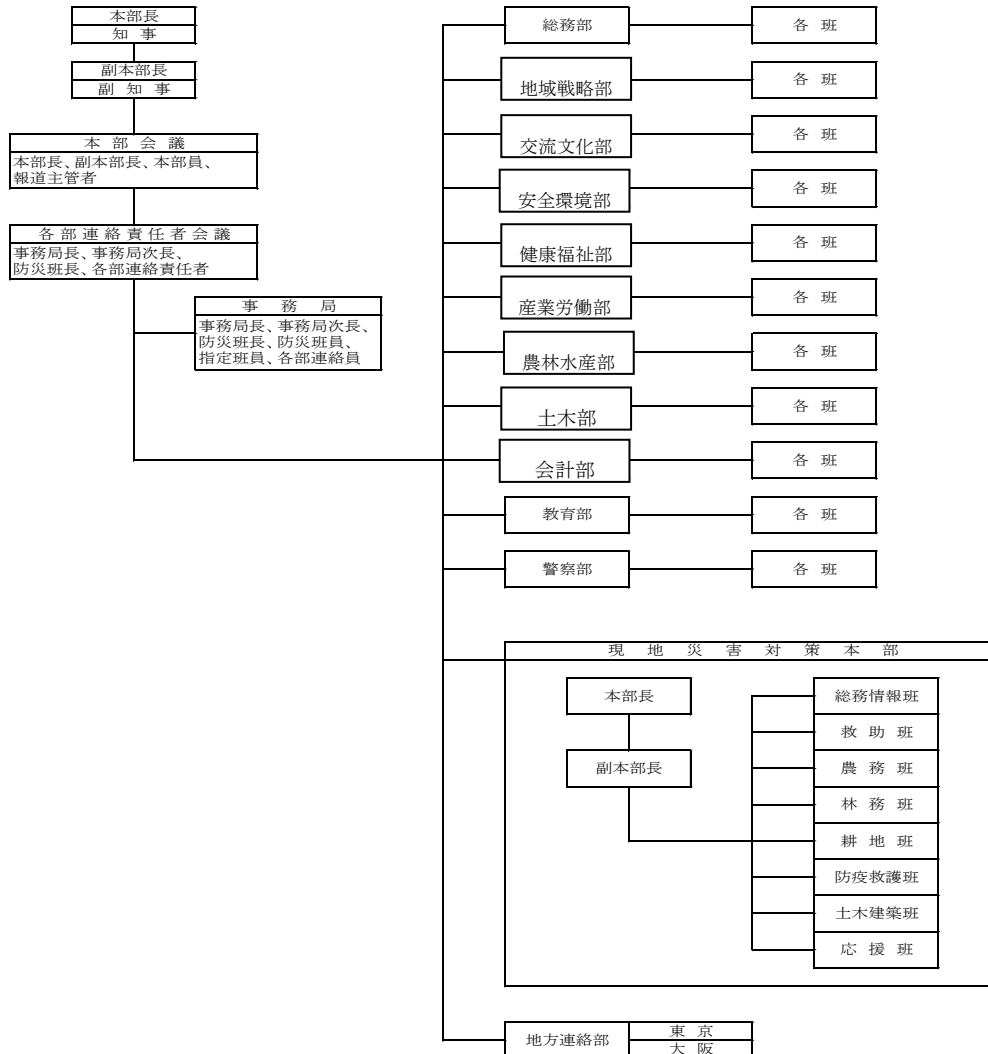 本部長
知 事
副本部長
副 知 事
本 部 会 議
本部長、副本部長、本部員、
報道主管者
各 部 連 絡 責 任 者 会 議
事務局長、事務局次長、
防災班長、各部連絡責任者
事 務 局
事務局長、事務局次長、
防災班長、防災班員、
指定班員、各部連絡員
総務部
各 班
地域戦略部
各 班
交流文化部
各 班
安全環境部
各 班
健康福祉部
各 班
産業労働部
各 班
農林水産部
各 班
土木部
各 班
会計部
各 班
教育部
各 班
警察部
各 班
現 地 災 害 対 策 本 部
本部長
副本部長
総務情報班
救 助 班
農 務 班
林 務 班
耕 地 班
防疫救護班
土木建築班
応 援 班
地方連絡部
東 京
大 阪